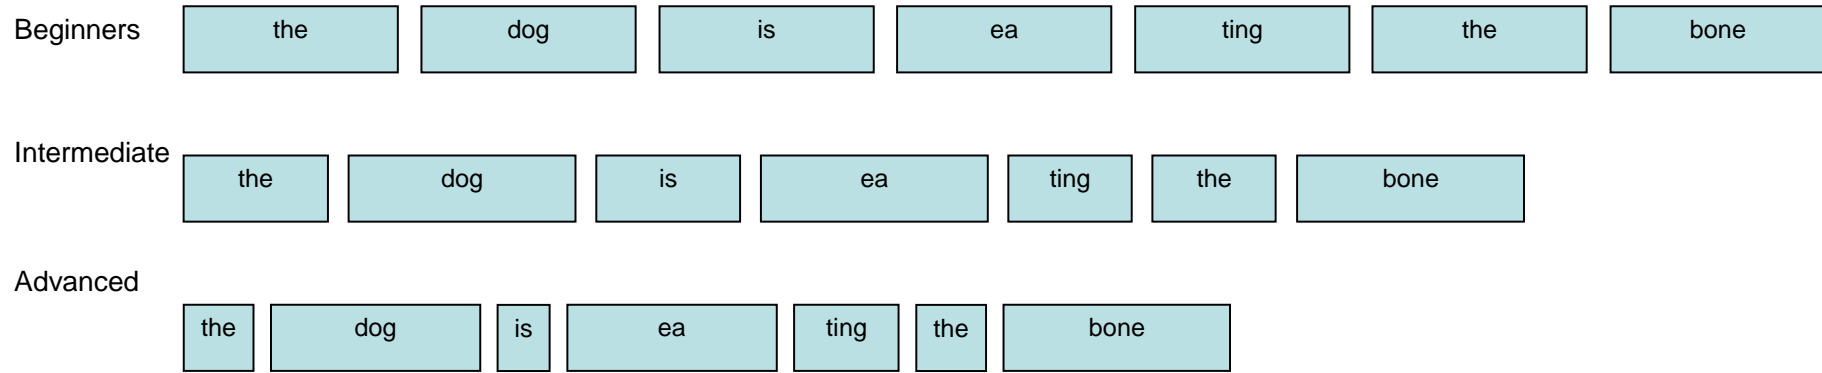 Beginners the dog is ea ting the bone
Intermediate the dog is ea ting the bone
Advanced
the dog is ea ting the bone